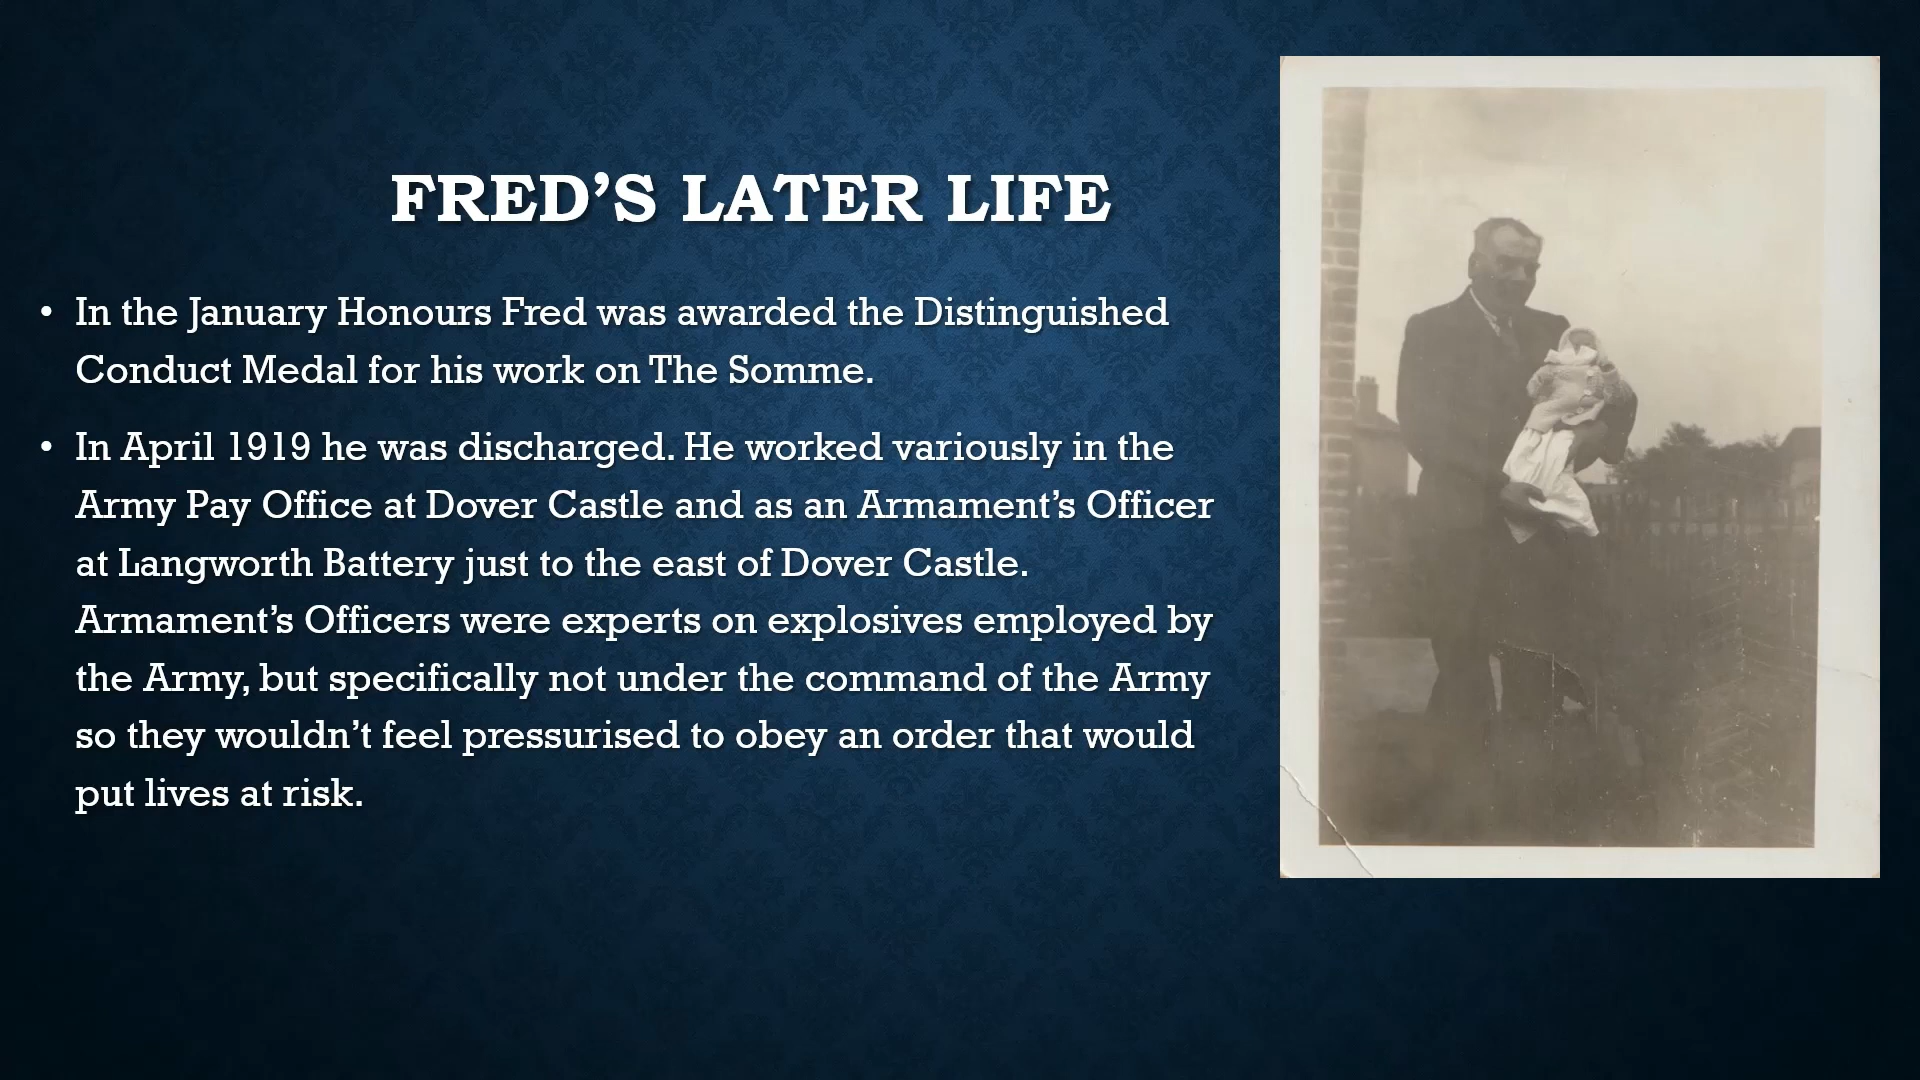 FRED’S LATER LIFE
• In the January Honours Fred was awarded the Distinguished
Conduct Medal for his work on The Somme.
• In April 1919 he was discharged. He worked variously in the
Army Pay Office at Dover Castle and as an Armament’s Officer
at Langworth Battery just to the east of Dover Castle.
Armament’s Officers were experts on explosives employed by
the Army, but specifically not under the command of the Army
so they wouldn’t feel pressurised to obey an order that would
put lives at risk.